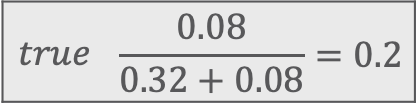 true 0.08 / (0.32 + 0.08) = 0.2